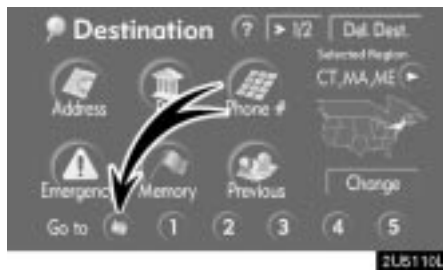 Destination ? 1/2 Del. Dest.
Selected Region
CT,MA,ME
Address Phone #
Emergency Memory Previous
Change
Go to 1 2 3 4 5
2U5110L